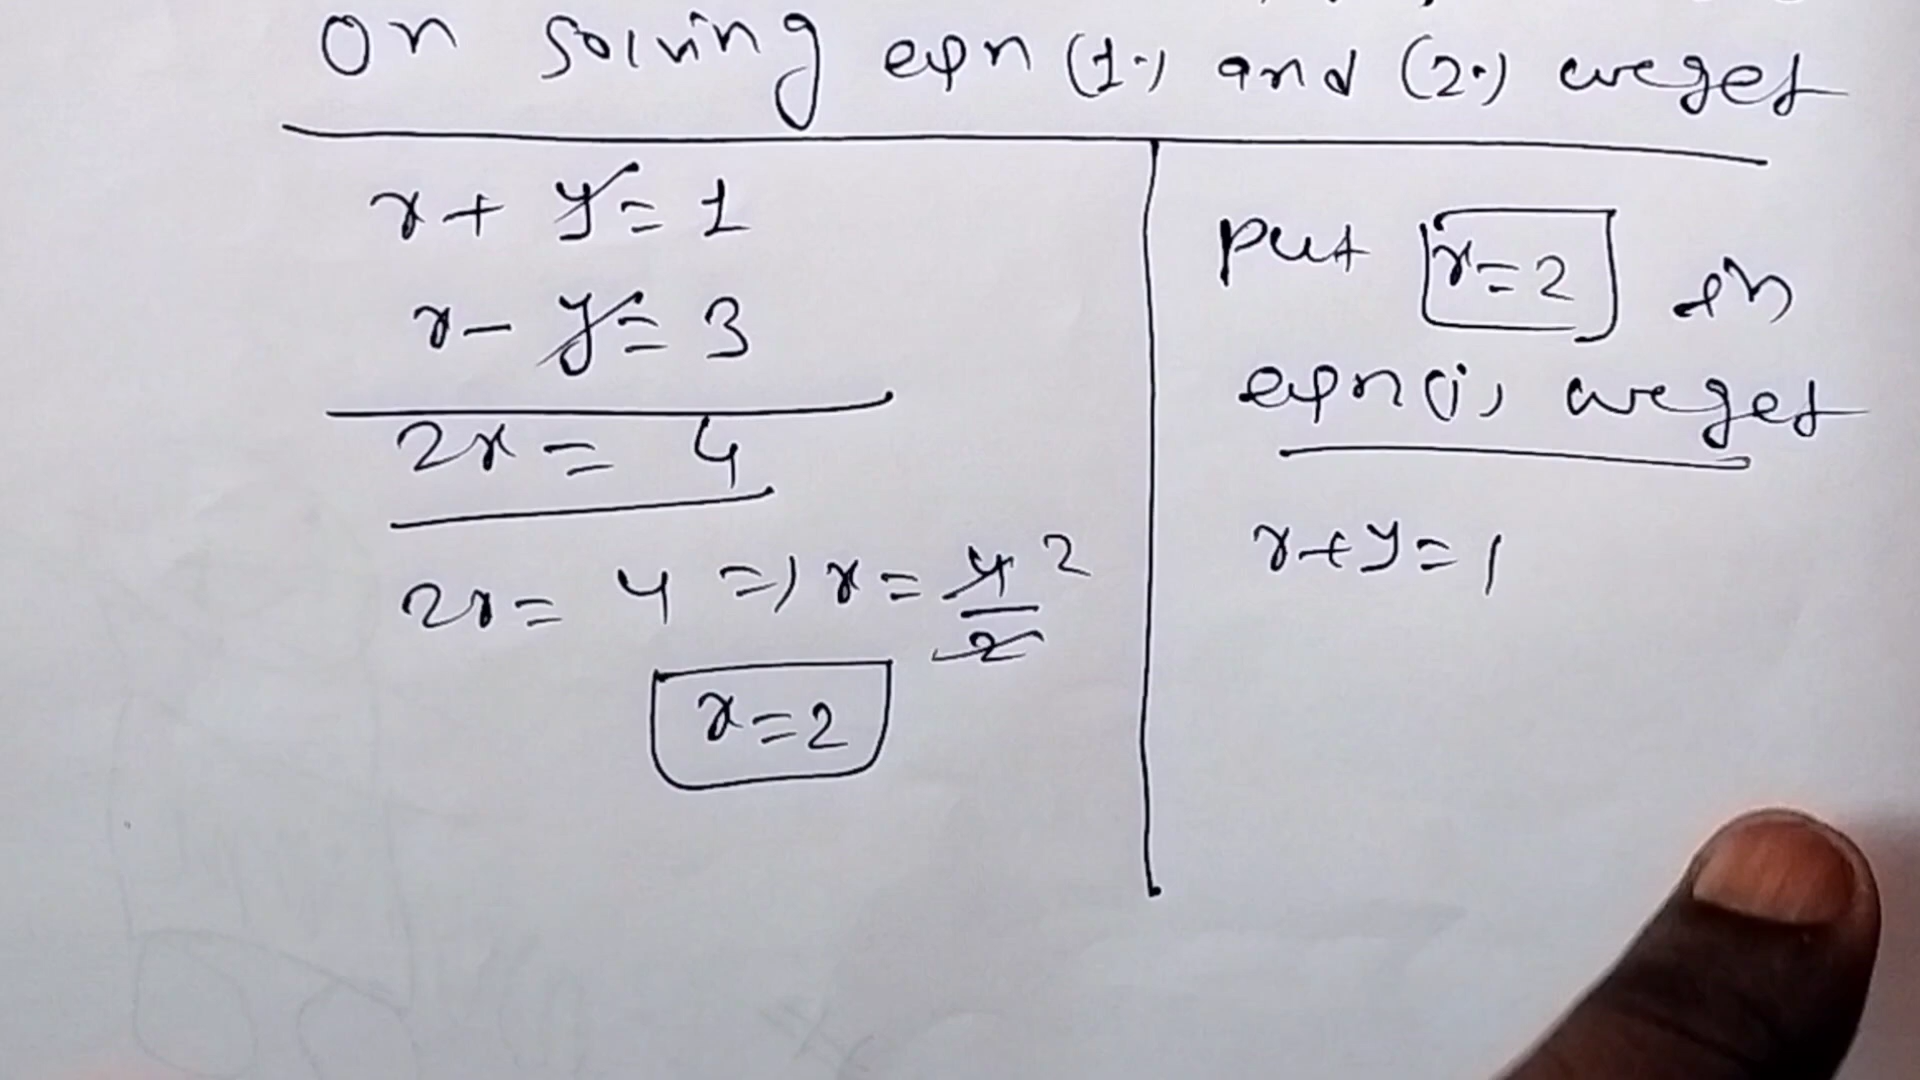 On solving eqn (1.) and (2.) we get
x + y = 1
x - y = 3
2x = 4
2x = 4 => x = 4/2 2
x = 2
put x = 2 in
eqn (i) we get
x + y = 1